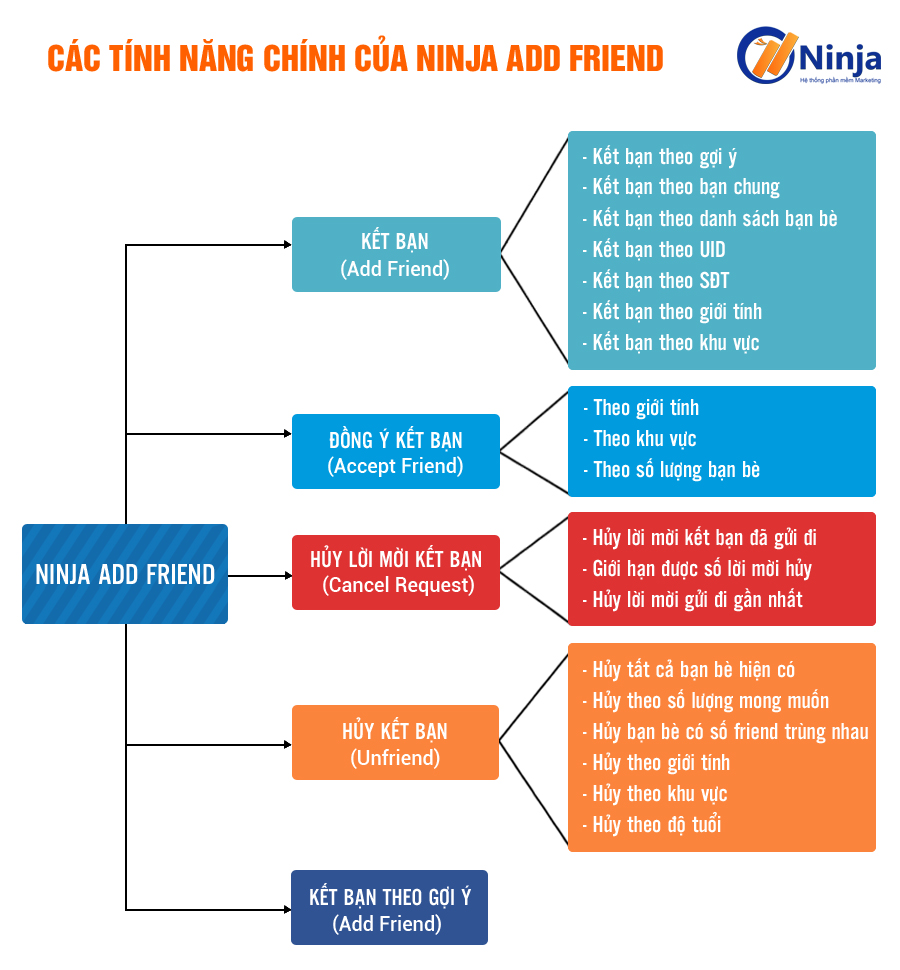 CÁC TÍNH NĂNG CHÍNH CỦA NINJA ADD FRIEND
Ninja
Hệ thống phần mềm Marketing
NINJA ADD FRIEND
KẾT BẠN
(Add Friend)
- Kết bạn theo gợi ý
- Kết bạn theo bạn chung
- Kết bạn theo danh sách bạn bè
- Kết bạn theo UID
- Kết bạn theo SĐT
- Kết bạn theo giới tính
- Kết bạn theo khu vực
ĐỒNG Ý KẾT BẠN
(Accept Friend)
- Theo giới tính
- Theo khu vực
- Theo số lượng bạn bè
HỦY LỜI MỜI KẾT BẠN
(Cancel Request)
- Hủy lời mời kết bạn đã gửi đi
- Giới hạn được số lời mời hủy
- Hủy lời mời gửi đi gần nhất
HỦY KẾT BẠN
(Unfriend)
- Hủy tất cả bạn bè hiện có
- Hủy theo số lượng mong muốn
- Hủy bạn bè có số friend trùng nhau
- Hủy theo giới tính
- Hủy theo khu vực
- Hủy theo độ tuổi
KẾT BẠN THEO GỢI Ý
(Add Friend)